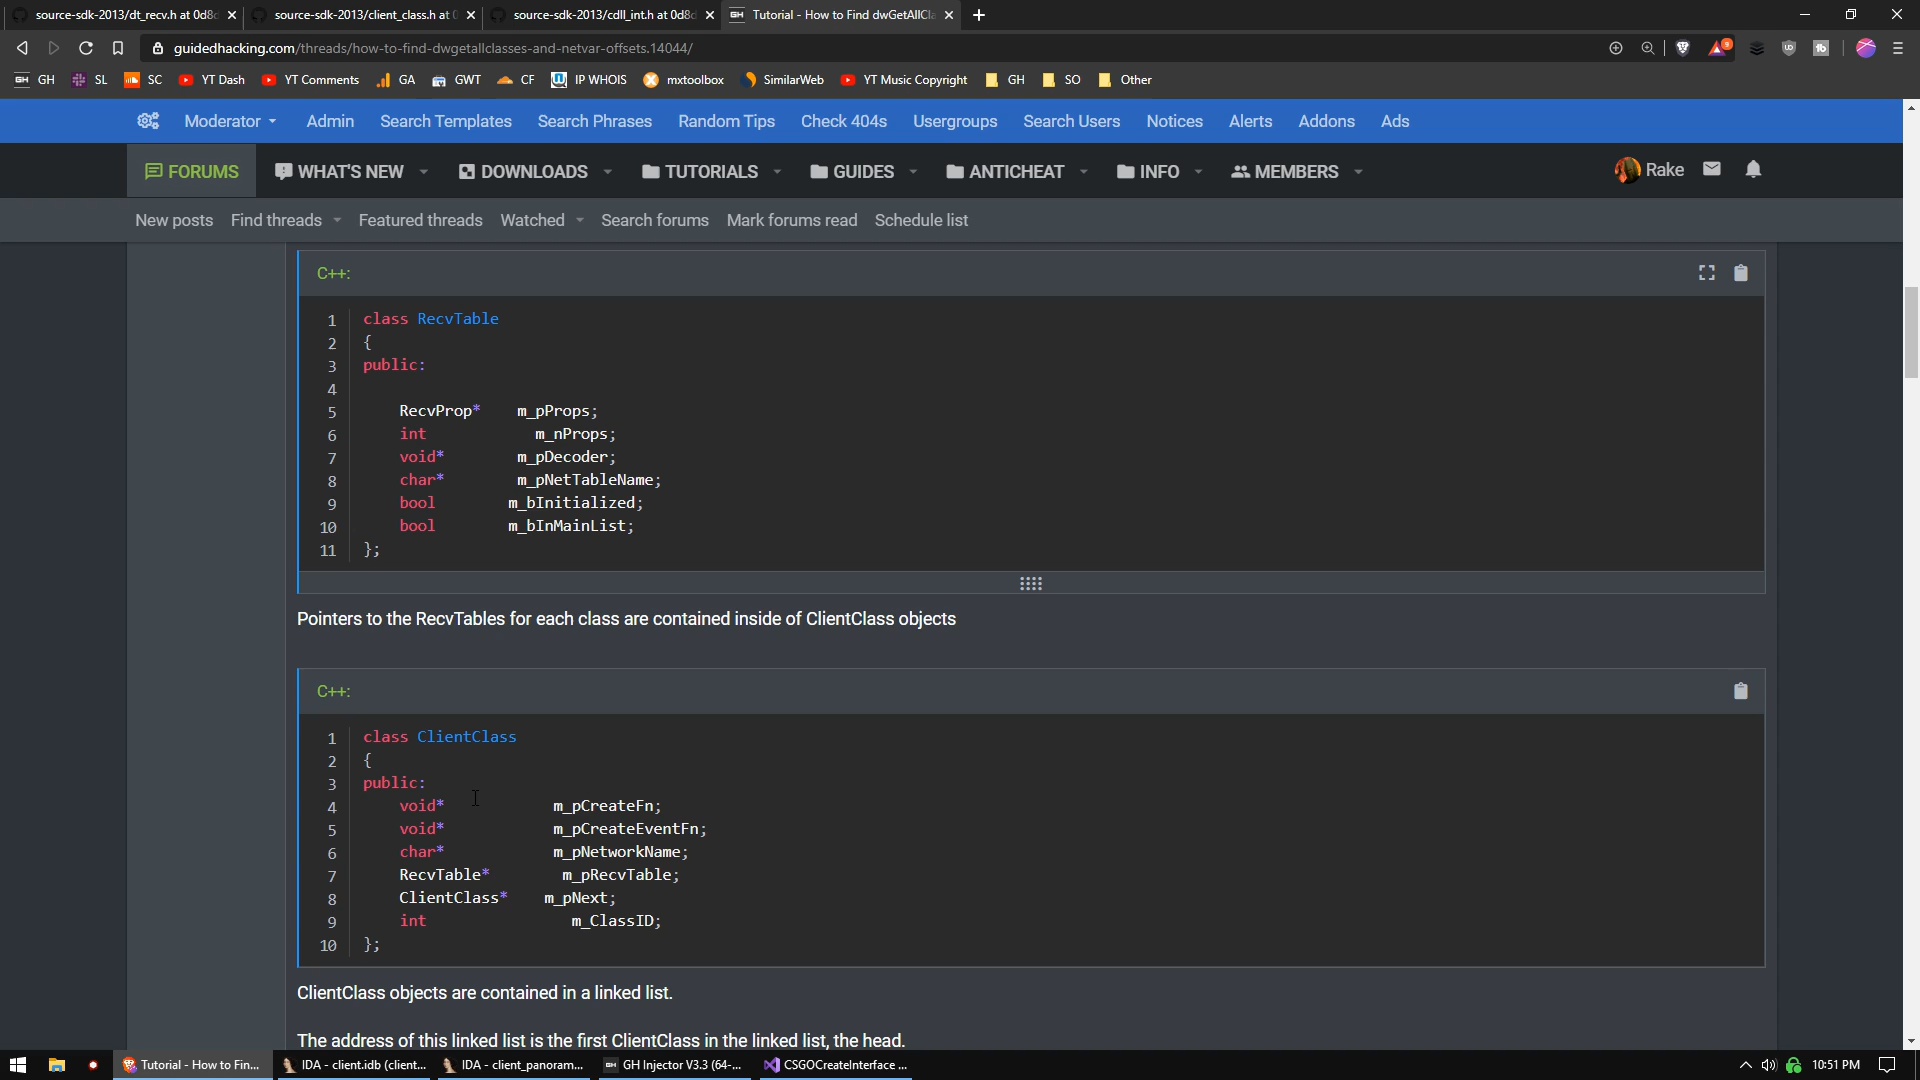 source-sdk-2013/dt_recv.h at 0d8d
source-sdk-2013/client_class.h at 0
source-sdk-2013/cdll_int.h at 0d8d
GH Tutorial - How to Find dwGetAllCla
guidedhacking.com/threads/how-to-find-dwgetallclasses-and-netvar-offsets.14044/
9
GH GH
SL
SC
YT Dash
YT Comments
GA
GWT
CF
IP WHOIS
mxtoolbox
SimilarWeb
YT Music Copyright
GH
SO
Other
Moderator
Admin
Search Templates
Search Phrases
Random Tips
Check 404s
Usergroups
Search Users
Notices
Alerts
Addons
Ads
FORUMS
WHAT'S NEW
DOWNLOADS
TUTORIALS
GUIDES
ANTICHEAT
INFO
MEMBERS
Rake
New posts
Find threads
Featured threads
Watched
Search forums
Mark forums read
Schedule list
C++:
1 class RecvTable
2 {
3 public:
4
5 RecvProp* m_pProps;
6 int m_nProps;
7 void* m_pDecoder;
8 char* m_pNetTableName;
9 bool m_bInitialized;
10 bool m_bInMainList;
11 };
Pointers to the RecvTables for each class are contained inside of ClientClass objects
C++:
1 class ClientClass
2 {
3 public:
4 void* m_pCreateFn;
5 void* m_pCreateEventFn;
6 char* m_pNetworkName;
7 RecvTable* m_pRecvTable;
8 ClientClass* m_pNext;
9 int m_ClassID;
10 };
ClientClass objects are contained in a linked list.
The address of this linked list is the first ClientClass in the linked list, the head.
Tutorial - How to Fin...
IDA - client.idb (client...
IDA - client_panoram...
GH GH Injector V3.3 (64-...
CSGOCreateInterface ...
10:51 PM